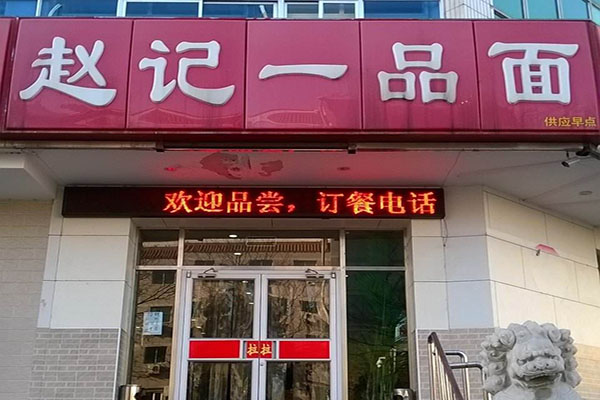 赵记一品面
供应早点
欢迎品尝，订餐电话
拉拉